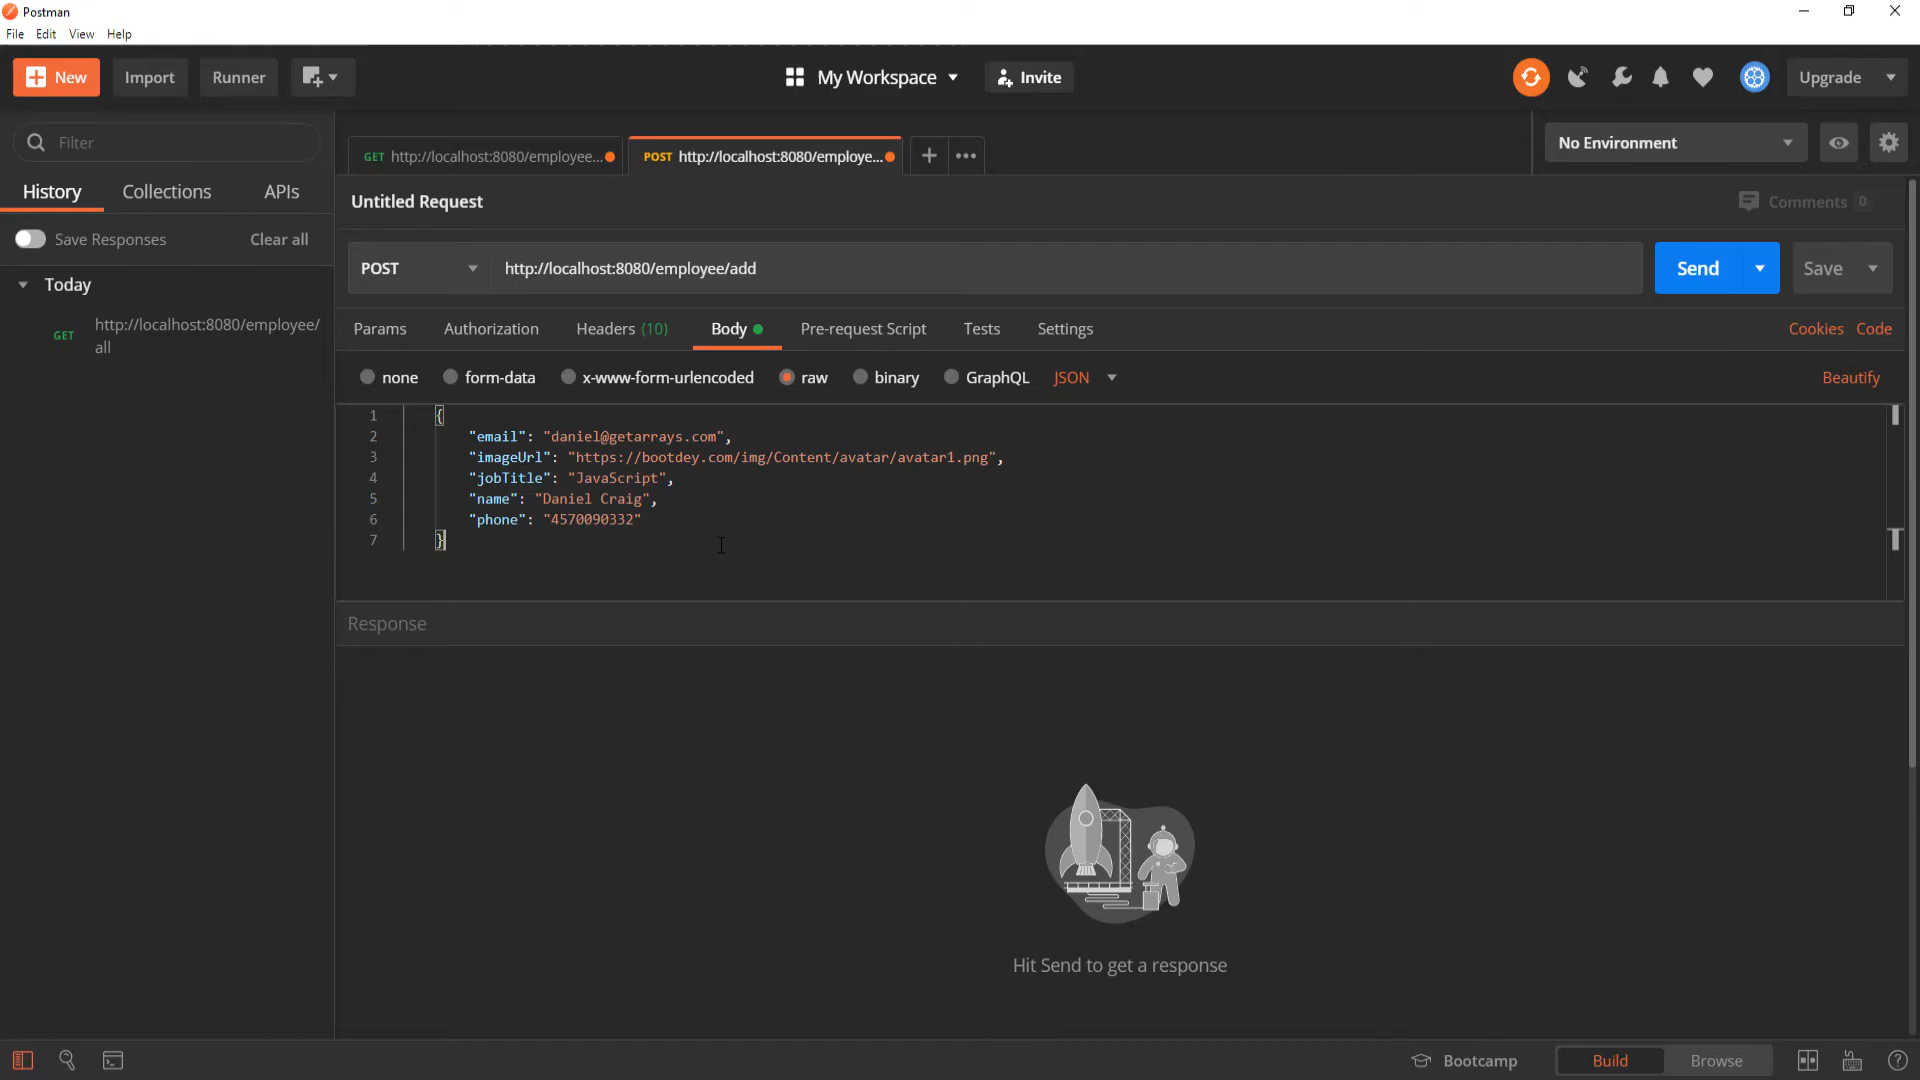 Postman
File Edit View Help
New Import Runner My Workspace Invite Upgrade
Filter
History Collections APIs
Save Responses Clear all
Today
GET http://localhost:8080/employee/
all
GET http://localhost:8080/employee... POST http://localhost:8080/employe... + ••• No Environment
Untitled Request Comments 0
POST http://localhost:8080/employee/add Send Save
Params Authorization Headers (10) Body Pre-request Script Tests Settings Cookies Code
none form-data x-www-form-urlencoded raw binary GraphQL JSON Beautify
1 {
2 "email": "daniel@getarrays.com",
3 "imageUrl": "https://bootdey.com/img/Content/avatar/avatar1.png",
4 "jobTitle": "JavaScript",
5 "name": "Daniel Craig",
6 "phone": "4570090332"
7 }
Response
Hit Send to get a response
Bootcamp Build Browse